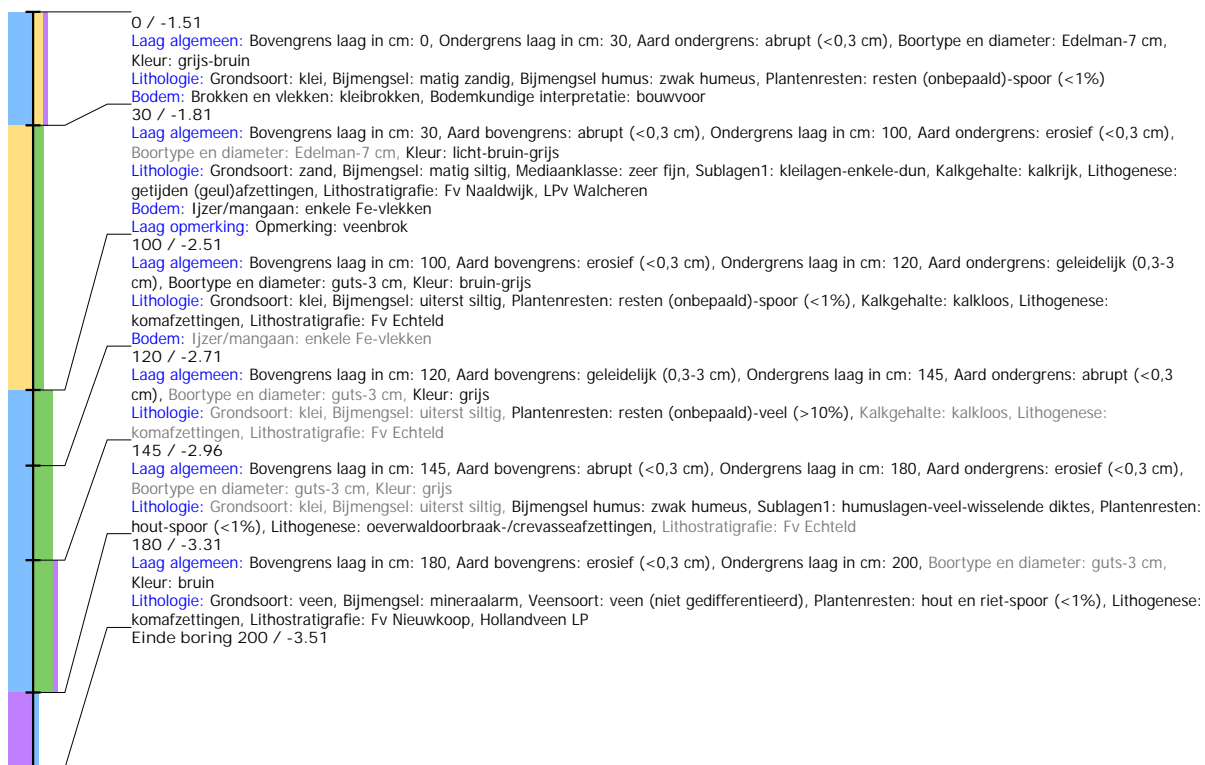 0 / -1.51
Laag algemeen: Bovengrens laag in cm: 0, Ondergrens laag in cm: 30, Aard ondergrens: abrupt (<0,3 cm), Boortype en diameter: Edelman-7 cm,
Kleur: grijs-bruin
Lithologie: Grondsoort: klei, Bijmengsel: matig zandig, Bijmengsel humus: zwak humeus, Plantenresten: resten (onbepaald)-spoor (<1%)
Bodem: Brokken en vlekken: kleibrokken, Bodemkundige interpretatie: bouwvoor
30 / -1.81
Laag algemeen: Bovengrens laag in cm: 30, Aard bovengrens: abrupt (<0,3 cm), Ondergrens laag in cm: 100, Aard ondergrens: erosief (<0,3 cm),
Boortype en diameter: Edelman-7 cm, Kleur: licht-bruin-grijs
Lithologie: Grondsoort: zand, Bijmengsel: matig siltig, Mediaanklasse: zeer fijn, Sublagen1: kleilagen-enkele-dun, Kalkgehalte: kalkrijk, Lithogenese:
getijden (geul)afzettingen, Lithostratigrafie: Fv Naaldwijk, LPv Walcheren
Bodem: Ijzer/mangaan: enkele Fe-vlekken
Laag opmerking: Opmerking: veenbrok
100 / -2.51
Laag algemeen: Bovengrens laag in cm: 100, Aard bovengrens: erosief (<0,3 cm), Ondergrens laag in cm: 120, Aard ondergrens: geleidelijk (0,3-3
cm), Boortype en diameter: guts-3 cm, Kleur: bruin-grijs
Lithologie: Grondsoort: klei, Bijmengsel: uiterst siltig, Plantenresten: resten (onbepaald)-spoor (<1%), Kalkgehalte: kalkloos, Lithogenese:
komafzettingen, Lithostratigrafie: Fv Echteld
Bodem: Ijzer/mangaan: enkele Fe-vlekken
120 / -2.71
Laag algemeen: Bovengrens laag in cm: 120, Aard bovengrens: geleidelijk (0,3-3 cm), Ondergrens laag in cm: 145, Aard ondergrens: abrupt (<0,3
cm), Boortype en diameter: guts-3 cm, Kleur: grijs
Lithologie: Grondsoort: klei, Bijmengsel: uiterst siltig, Plantenresten: resten (onbepaald)-veel (>10%), Kalkgehalte: kalkloos, Lithogenese:
komafzettingen, Lithostratigrafie: Fv Echteld
145 / -2.96
Laag algemeen: Bovengrens laag in cm: 145, Aard bovengrens: abrupt (<0,3 cm), Ondergrens laag in cm: 180, Aard ondergrens: erosief (<0,3 cm),
Boortype en diameter: guts-3 cm, Kleur: grijs
Lithologie: Grondsoort: klei, Bijmengsel: uiterst siltig, Bijmengsel humus: zwak humeus, Sublagen1: humuslagen-veel-wisselende diktes, Plantenresten:
hout-spoor (<1%), Lithogenese: oeverwaldoorbraak-/crevasseafzettingen, Lithostratigrafie: Fv Echteld
180 / -3.31
Laag algemeen: Bovengrens laag in cm: 180, Aard bovengrens: erosief (<0,3 cm), Ondergrens laag in cm: 200, Boortype en diameter: guts-3 cm,
Kleur: bruin
Lithologie: Grondsoort: veen, Bijmengsel: mineraalarm, Veensoort: veen (niet gedifferentieerd), Plantenresten: hout en riet-spoor (<1%), Lithogenese:
komafzettingen, Lithostratigrafie: Fv Nieuwkoop, Hollandveen LP
Einde boring 200 / -3.51